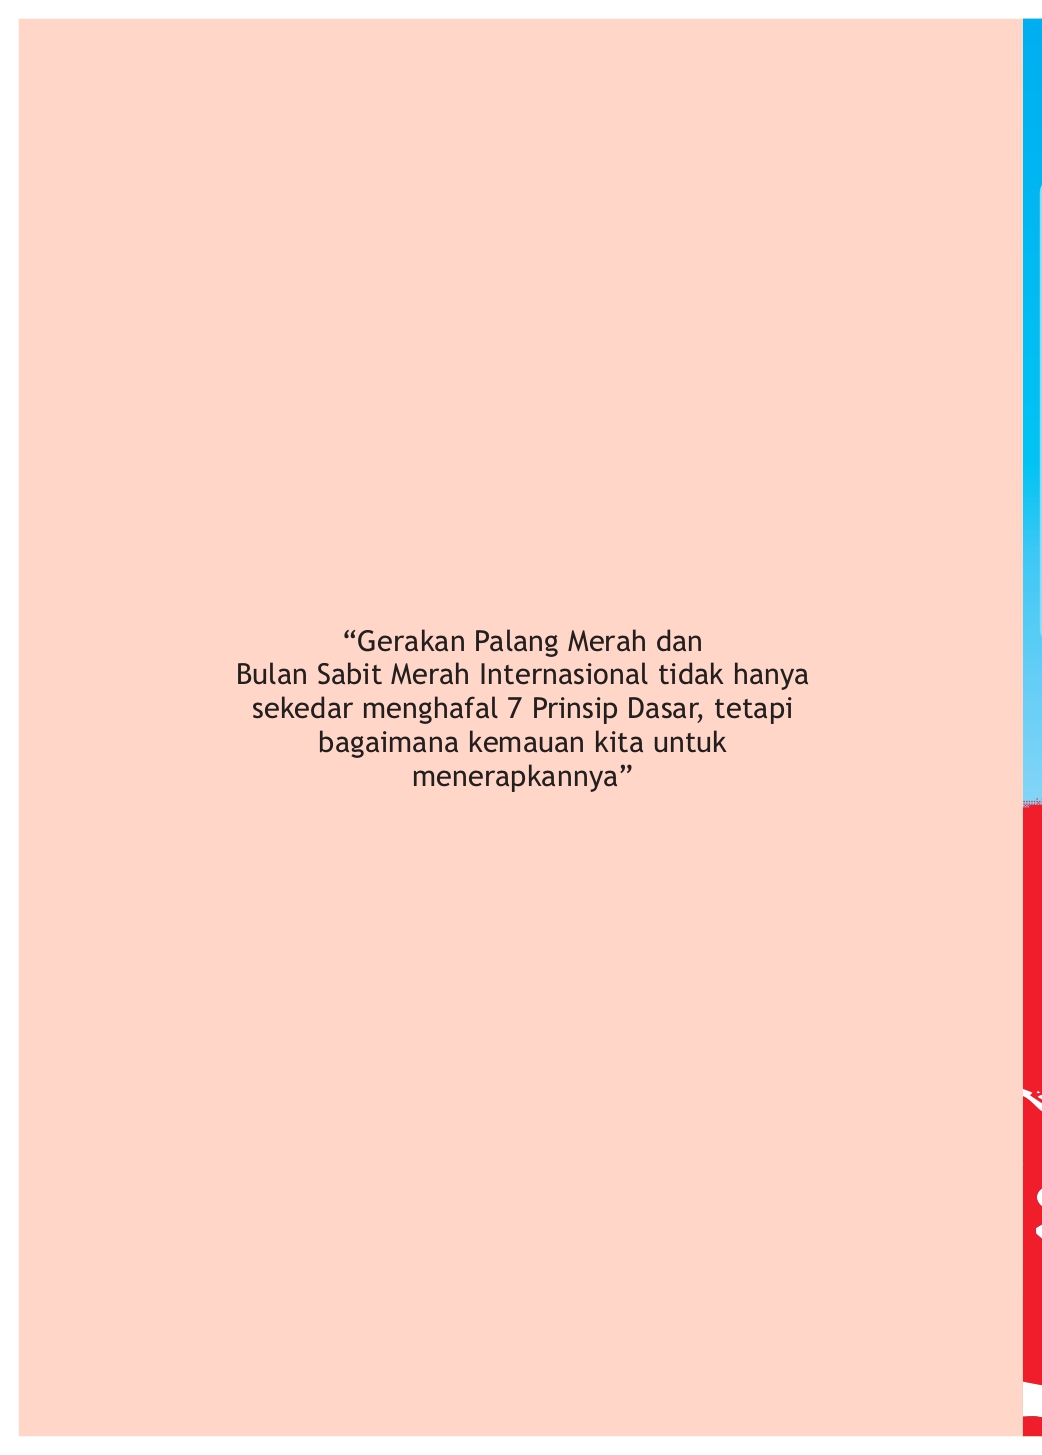 “Gerakan Palang Merah dan
Bulan Sabit Merah Internasional tidak hanya
sekedar menghafal 7 Prinsip Dasar, tetapi
bagaimana kemauan kita untuk
menerapkannya”